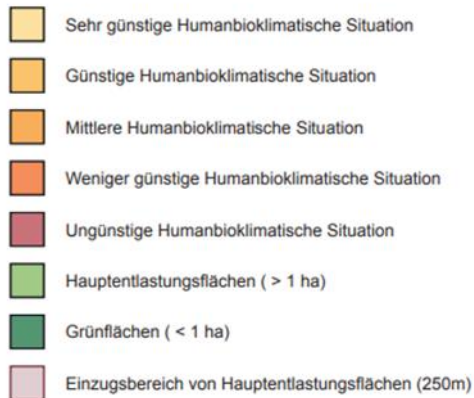 Sehr günstige Humanbioklimatische Situation
Günstige Humanbioklimatische Situation
Mittlere Humanbioklimatische Situation
Weniger günstige Humanbioklimatische Situation
Ungünstige Humanbioklimatische Situation
Hauptentlastungsflächen ( > 1 ha)
Grünflächen ( < 1 ha)
Einzugsbereich von Hauptentlastungsflächen (250m)